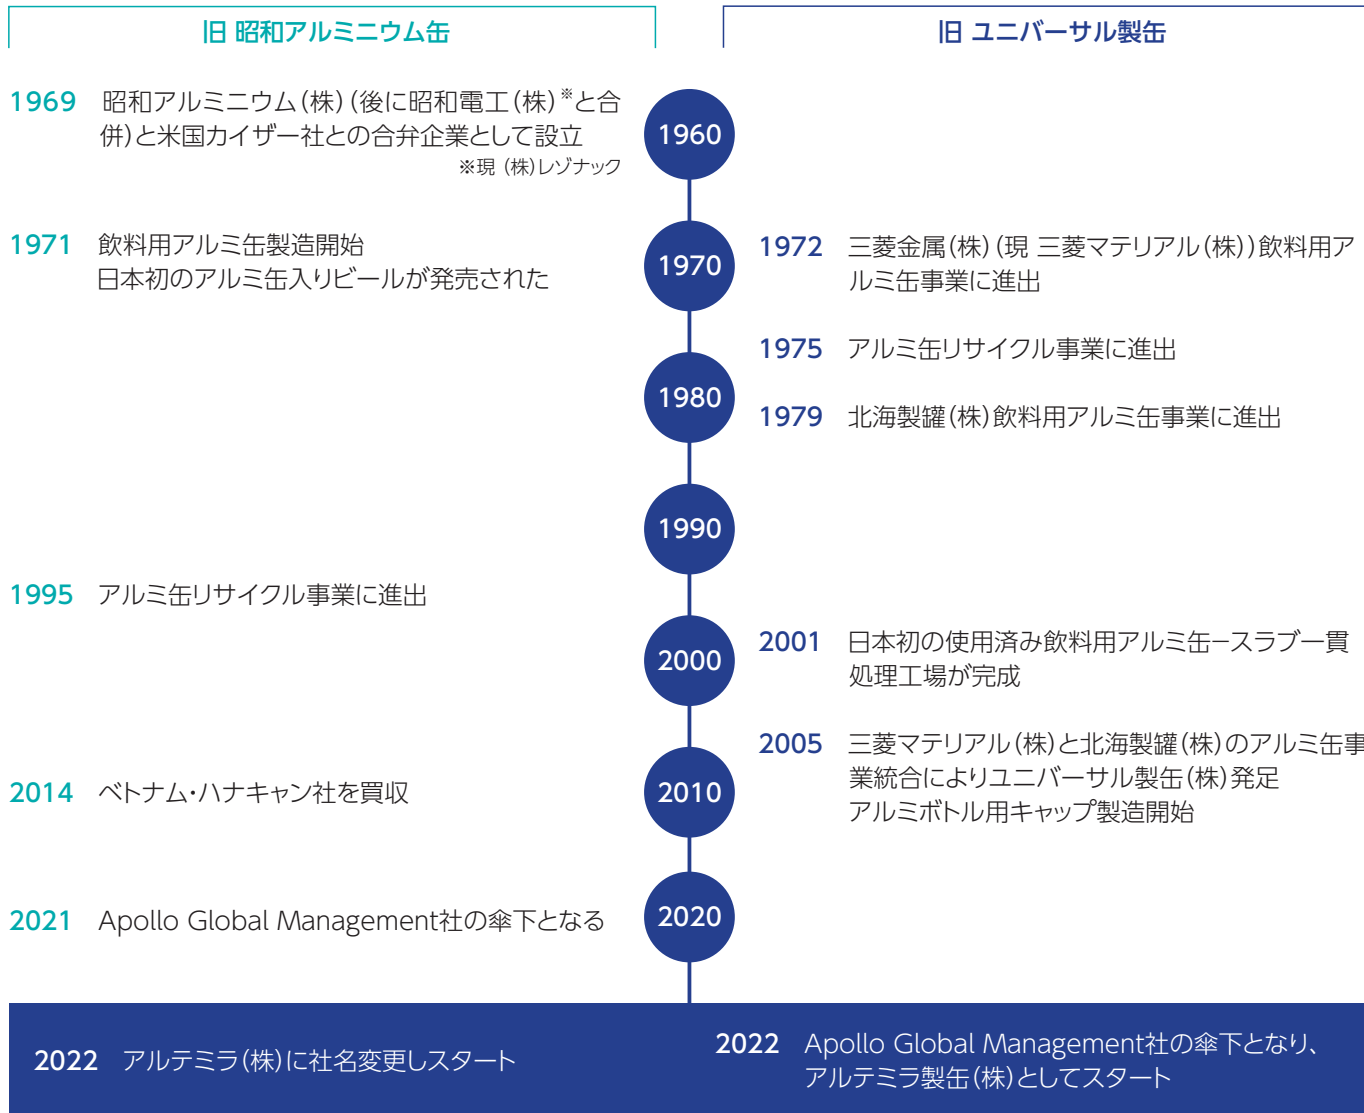 旧 昭和アルミニウム缶
1969 昭和アルミニウム(株)(後に昭和電工(株)※と合
併)と米国カイザー社との合弁企業として設立
※現 (株)レゾナック
1971 飲料用アルミ缶製造開始
日本初のアルミ缶入りビールが発売された
1995 アルミ缶リサイクル事業に進出
2014 ベトナム・ハナキャン社を買収
2021 Apollo Global Management社の傘下となる
2022 アルテミラ(株)に社名変更しスタート
1960
1970
1980
1990
2000
2010
2020
旧 ユニバーサル製缶
1972 三菱金属(株)(現 三菱マテリアル(株))飲料用ア
ルミ缶事業に進出
1975 アルミ缶リサイクル事業に進出
1979 北海製罐(株)飲料用アルミ缶事業に進出
2001 日本初の使用済み飲料用アルミ缶−スラブ一貫
処理工場が完成
2005 三菱マテリアル(株)と北海製罐(株)のアルミ缶事
業統合によりユニバーサル製缶(株)発足
アルミボトル用キャップ製造開始
2022 Apollo Global Management社の傘下となり、
アルテミラ製缶(株)としてスタート